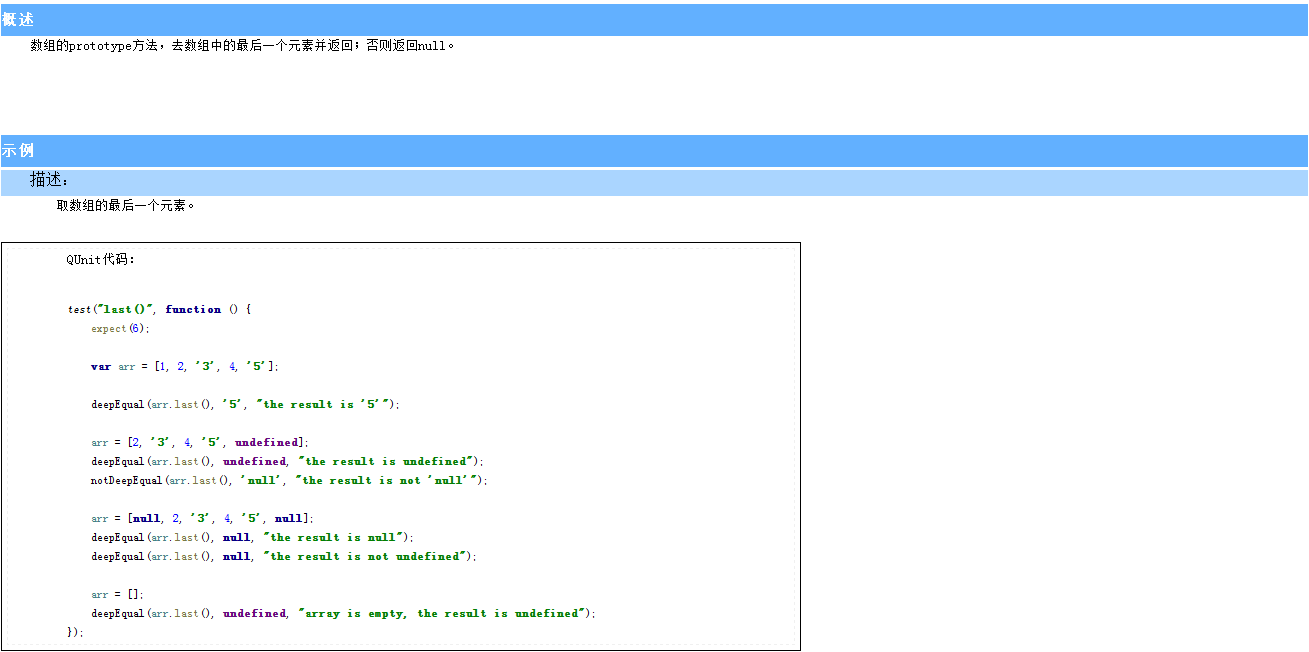 概述
数组的prototype方法，去数组中的最后一个元素并返回；否则返回null。
示例
描述：
取数组的最后一个元素。
QUnit代码：
test("last()", function () {
expect(6);
var arr = [1, 2, '3', 4, '5'];
deepEqual(arr.last(), '5', "the result is '5'");
arr = [2, '3', 4, '5', undefined];
deepEqual(arr.last(), undefined, "the result is undefined");
notDeepEqual(arr.last(), 'null', "the result is not 'null'");
arr = [null, 2, '3', 4, '5', null];
deepEqual(arr.last(), null, "the result is null");
deepEqual(arr.last(), null, "the result is not undefined");
arr = [];
deepEqual(arr.last(), undefined, "array is empty, the result is undefined");
});